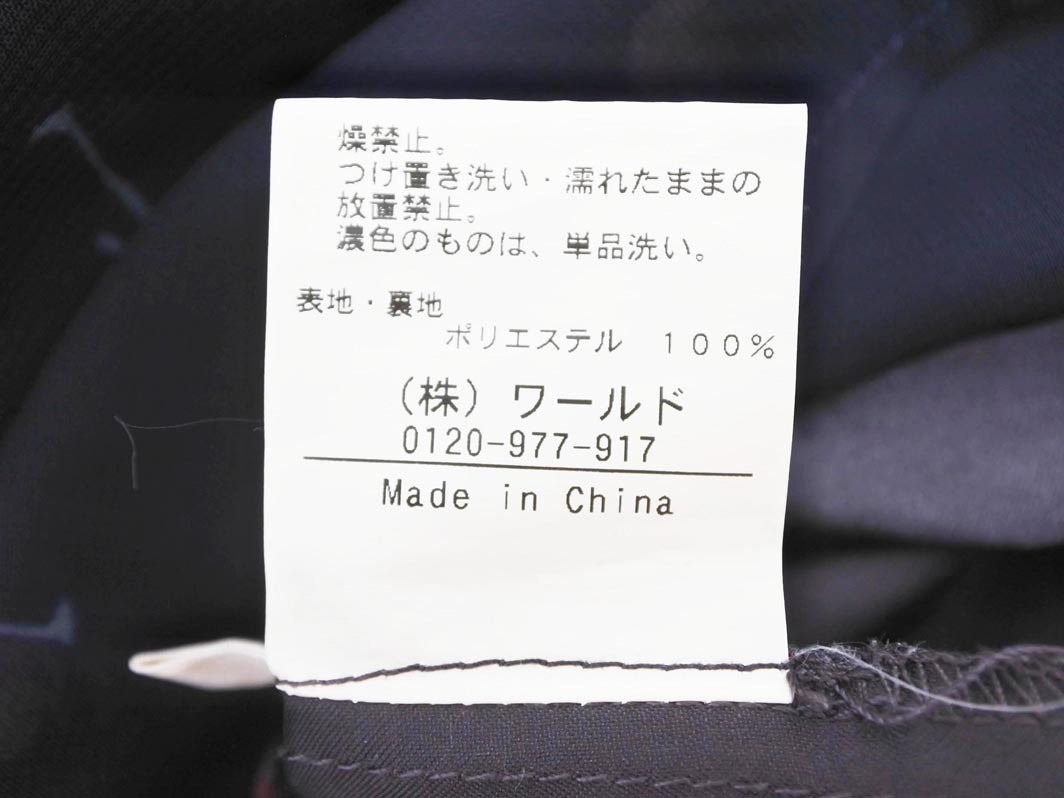 燥禁止。
つけ置き洗い・濡れたままの
放置禁止。
濃色のものは、単品洗い。
表地・裏地
ポリエステル　１００％
（株）ワールド
0120-977-917
Made in China